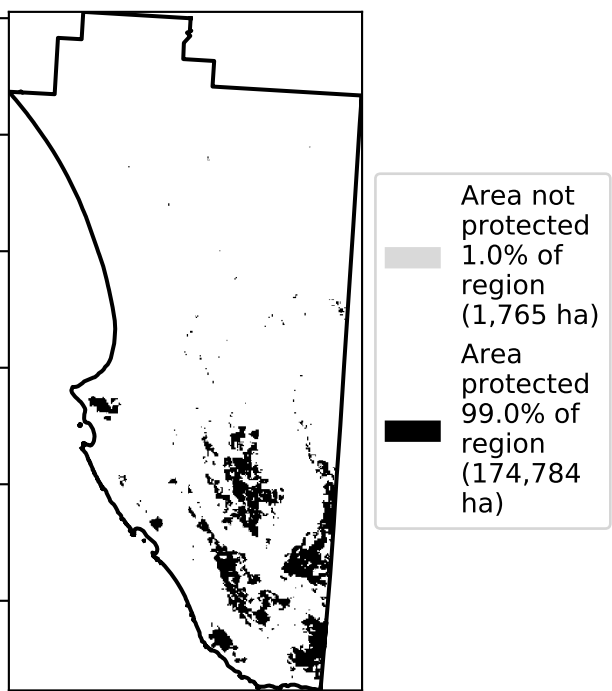 Area not
protected
1.0% of
region
(1,765 ha)
Area
protected
99.0% of
region
(174,784
ha)